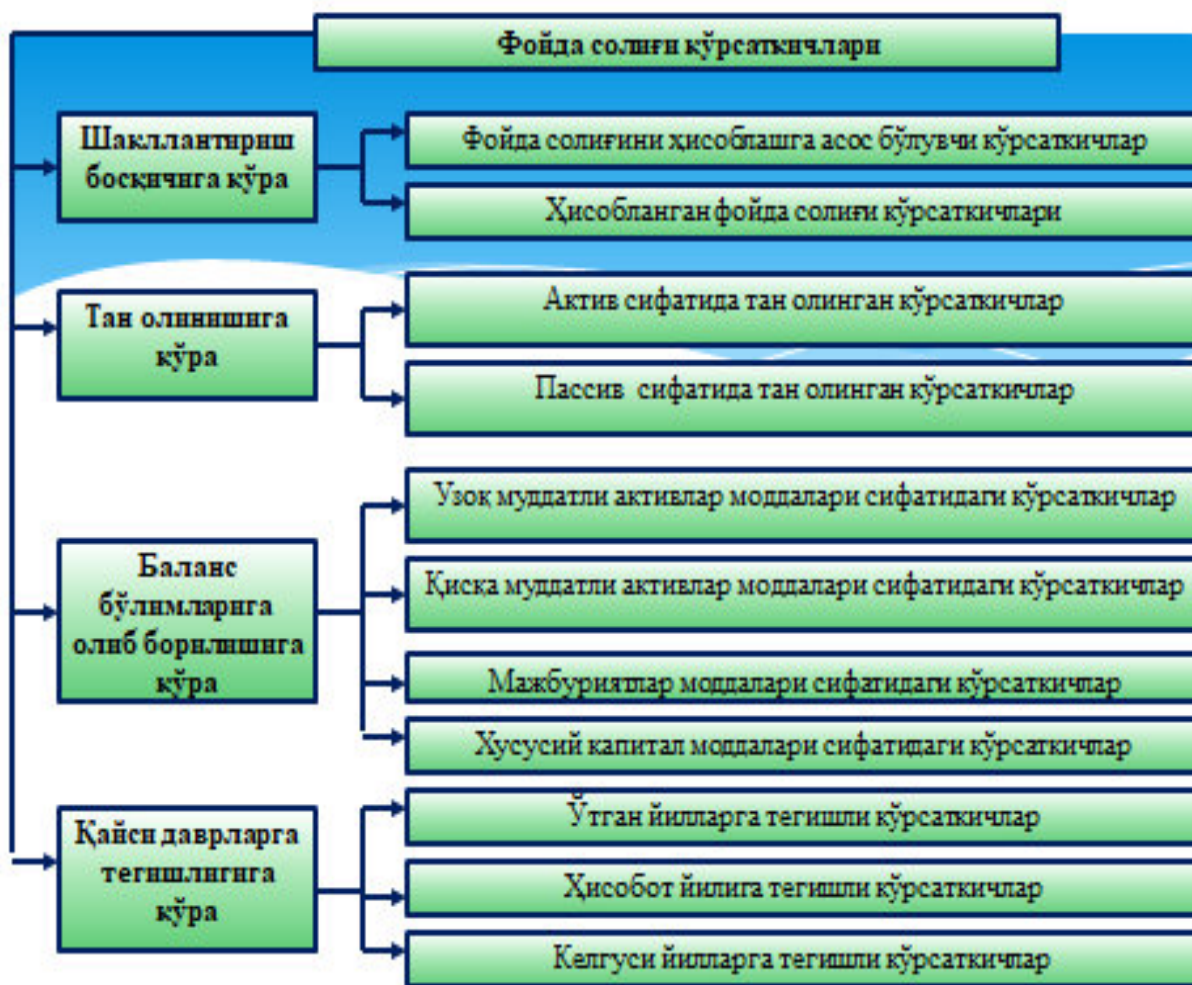 Фойда солиғи кўрсаткичлари
Шакллантириш
босқичига кўра
Фойда солиғини ҳисоблашга асос бўлувчи кўрсаткичлар
Ҳисобланган фойда солиғи кўрсаткичлари
Тан олинишига
кўра
Актив сифатида тан олинган кўрсаткичлар
Пассив сифатида тан олинган кўрсаткичлар
Баланс
бўлимларига
олиб борилишига
кўра
Узоқ муддатли активлар моддалари сифатидаги кўрсаткичлар
Қисқа муддатли активлар моддалари сифатидаги кўрсаткичлар
Мажбуриятлар моддалари сифатидаги кўрсаткичлар
Хусусий капитал моддалари сифатидаги кўрсаткичлар
Қайси даврларга
тегишлигига
кўра
Ўтган йилларга тегишли кўрсаткичлар
Ҳисобот йилига тегишли кўрсаткичлар
Келгуси йилларга тегишли кўрсаткичлар